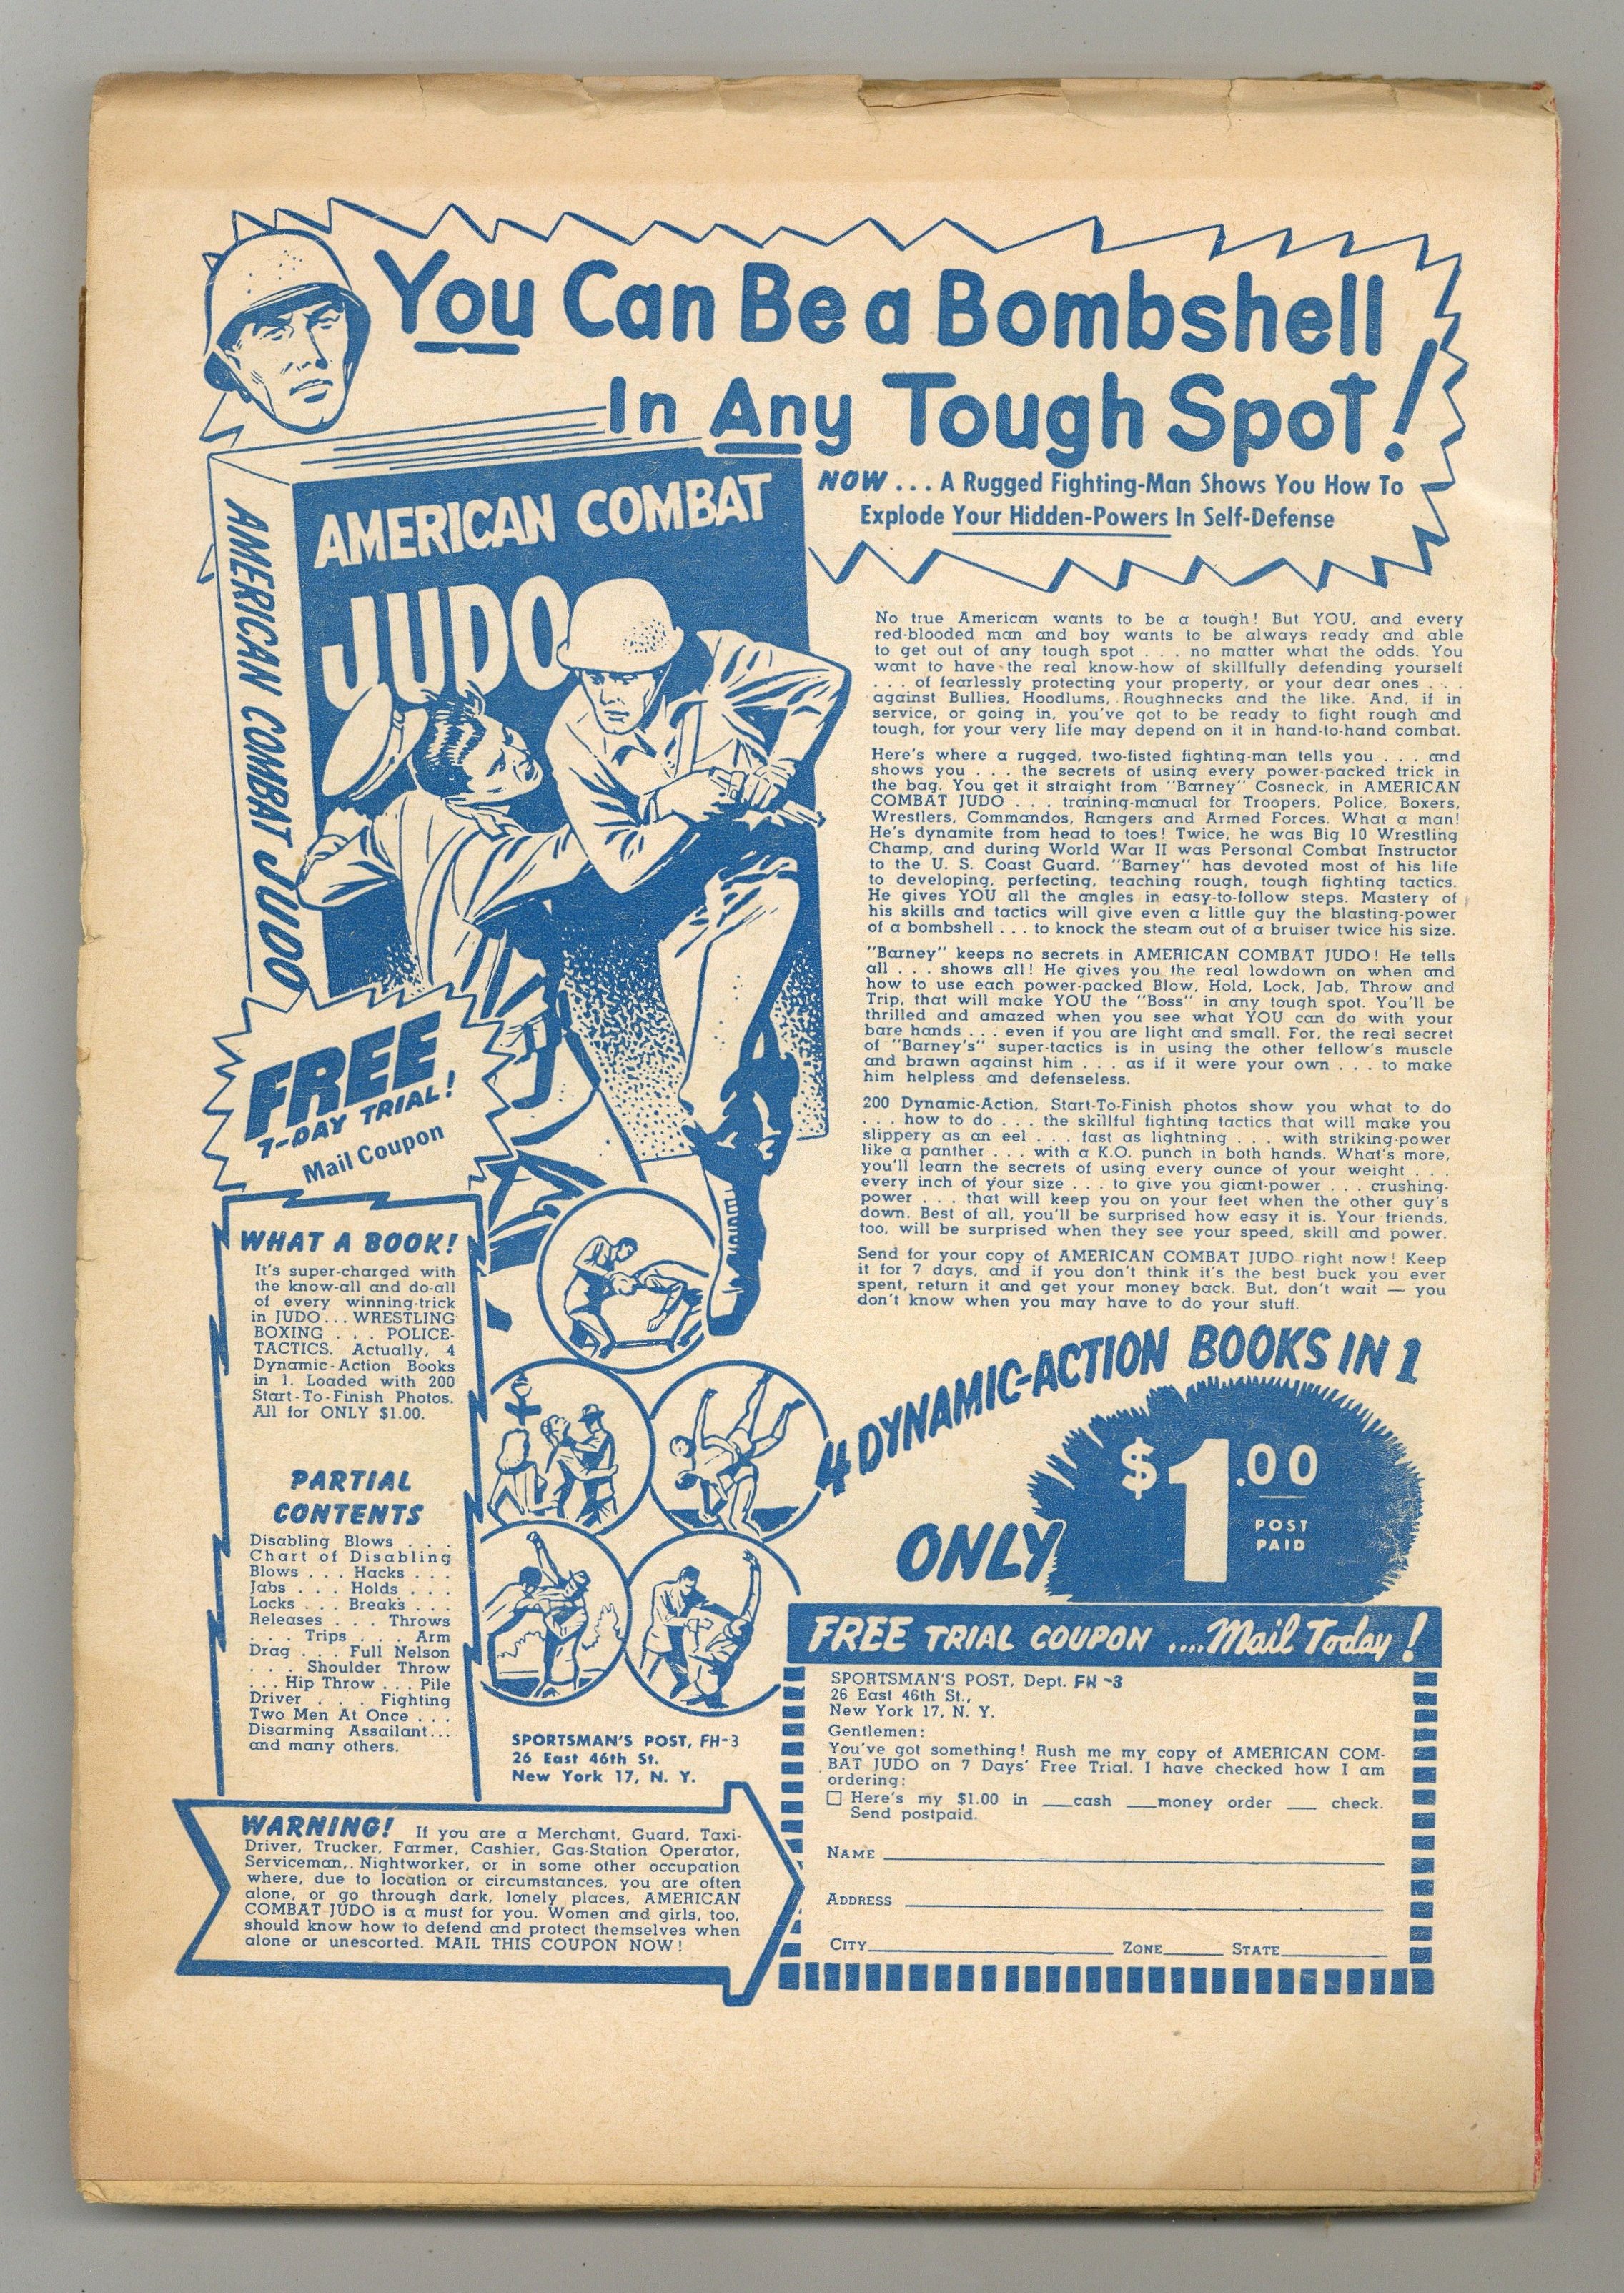 You Can Be a Bombshell
In Any Tough Spot!
NOW . . . A Rugged Fighting-Man Shows You How To
Explode Your Hidden-Powers In Self-Defense
AMERICAN COMBAT JUDO
AMERICAN COMBAT
JUDO
No true American wants to be a tough! But YOU, and every
red-blooded man and boy wants to be always ready and able
to get out of any tough spot . . . no matter what the odds. You
want to have the real know-how of skillfully defending yourself
. . . of fearlessly protecting your property, or your dear ones . . .
against Bullies, Hoodlums, Roughnecks and the like. And, if in
service, or going in, you've got to be ready to fight rough and
tough, for your very life may depend on it in hand-to-hand combat.
Here's where a rugged, two-fisted fighting-man tells you . . . and
shows you . . . the secrets of using every power-packed trick in
the bag. You get it straight from "Barney" Cosneck, in AMERICAN
COMBAT JUDO . . . training-manual for Troopers, Police, Boxers,
Wrestlers, Commandos, Rangers and Armed Forces. What a man!
He's dynamite from head to toes! Twice, he was Big 10 Wrestling
Champ, and during World War II was Personal Combat Instructor
to the U. S. Coast Guard. "Barney" has devoted most of his life
to developing, perfecting, teaching rough, tough fighting tactics.
He gives YOU all the angles in easy-to-follow steps. Mastery of
his skills and tactics will give even a little guy the blasting-power
of a bombshell . . . to knock the steam out of a bruiser twice his size.
"Barney" keeps no secrets in AMERICAN COMBAT JUDO! He tells
all . . . shows all! He gives you the real lowdown on when and
how to use each power-packed Blow, Hold, Lock, Jab, Throw and
Trip, that will make YOU the "Boss" in any tough spot. You'll be
thrilled and amazed when you see what YOU can do with your
bare hands . . . even if you are light and small. For, the real secret
of "Barney's" super-tactics is in using the other fellow's muscle
and brawn against him . . . as if it were your own . . . to make
him helpless and defenseless.
200 Dynamic-Action, Start-To-Finish photos show you what to do
. . . how to do . . . the skillful fighting tactics that will make you
slippery as an eel . . . fast as lightning . . . with striking-power
like a panther . . . with a K.O. punch in both hands. What's more,
you'll learn the secrets of using every ounce of your weight . . .
every inch of your size . . . to give you giant-power . . . crushing-
power . . . that will keep you on your feet when the other guy's
down. Best of all, you'll be surprised how easy it is. Your friends,
too, will be surprised when they see your speed, skill and power.
Send for your copy of AMERICAN COMBAT JUDO right now! Keep
it for 7 days, and if you don't think it's the best buck you ever
spent, return it and get your money back. But, don't wait — you
don't know when you may have to do your stuff.
FREE
7-DAY TRIAL!
Mail Coupon
WHAT A BOOK!
It's super-charged with
the know-all and do-all
of every winning-trick
in JUDO... WRESTLING
BOXING . . . POLICE-
TACTICS. Actually, 4
Dynamic-Action Books
in 1. Loaded with 200
Start-To-Finish Photos.
All for ONLY $1.00.
PARTIAL
CONTENTS
Disabling Blows . . .
Chart of Disabling
Blows . . . Hacks . . .
Jabs . . . Holds . . .
Locks . . . Breaks . . .
Releases . . . Throws
. . . Trips . . . Arm
Drag . . . Full Nelson
. . . Shoulder Throw
. . . Hip Throw . . . Pile
Driver . . . Fighting
Two Men At Once . . .
Disarming Assailant...
and many others.
4 DYNAMIC-ACTION BOOKS IN 1
ONLY $1.00
POST
PAID
SPORTSMAN'S POST, FH-3
26 East 46th St.
New York 17, N. Y.
WARNING! If you are a Merchant, Guard, Taxi-
Driver, Trucker, Farmer, Cashier, Gas-Station Operator,
Serviceman,. Nightworker, or in some other occupation
where, due to location or circumstances, you are often
alone, or go through dark, lonely places, AMERICAN
COMBAT JUDO is a must for you. Women and girls, too,
should know how to defend and protect themselves when
alone or unescorted. MAIL THIS COUPON NOW!
FREE TRIAL COUPON ....Mail Today!
SPORTSMAN'S POST, Dept. FH-3
26 East 46th St.,
New York 17, N. Y.
Gentlemen:
You've got something! Rush me my copy of AMERICAN COM-
BAT JUDO on 7 Days' Free Trial. I have checked how I am
ordering:
☐ Here's my $1.00 in ___cash ___money order ___ check.
Send postpaid.
NAME
ADDRESS
CITY ZONE STATE